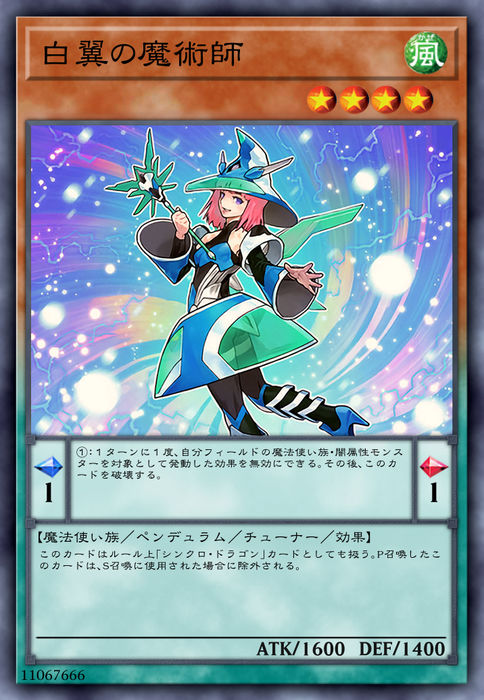 白翼の魔術師
かぜ
風
①:1ターンに1度、自分フィールドの魔法使い族・闇属性モンス
ターを対象として発動した効果を無効にできる。その後、このカ
ードを破壊する。
1
1
【魔法使い族／ペンデュラム／チューナー／効果】
このカードはルール上「シンクロ・ドラゴン」カードとしても扱う。P召喚したこ
のカードは、S召喚に使用された場合に除外される。
ATK/1600 DEF/1400
11067666